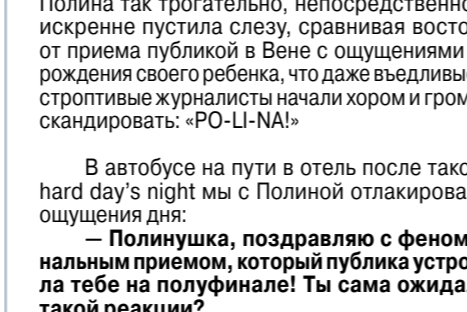 Полина так трогательно, непосредственно
искренне пустила слезу, сравнивая восто
от приема публикой в Вене с ощущениями
рождения своего ребенка, что даже въедливые
строптивые журналисты начали хором и гром
скандировать: «PO-LI-NA!»
В автобусе на пути в отель после тако
hard day's night мы с Полиной отлакирова
ощущения дня:
— Полинушка, поздравляю с феном
нальным приемом, который публика устро
ла тебе на полуфинале! Ты сама ожида
такой реакции?